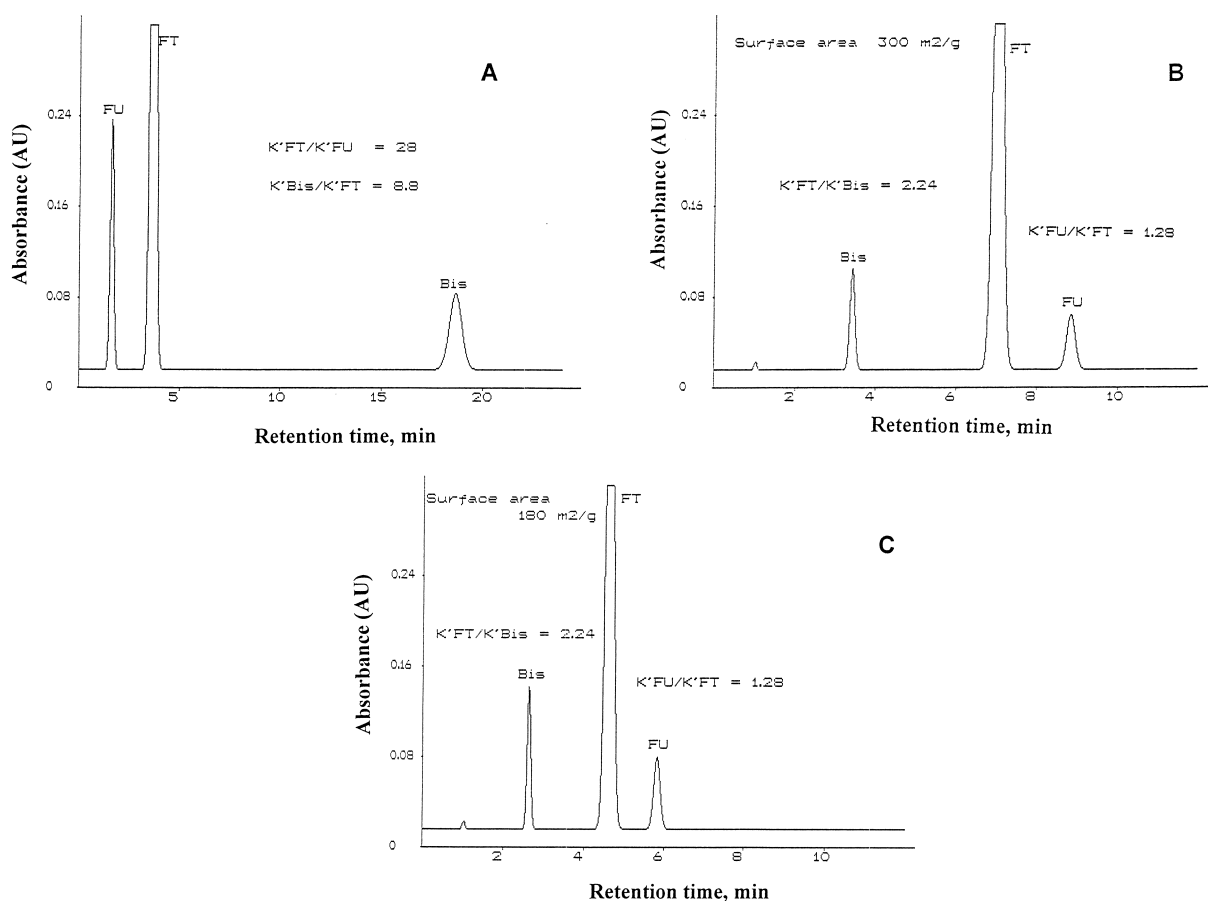 A
FT
FU
K'FT/K'FU = 28
K'Bis/K'FT = 8.8
Bis
0.24
0.16
0.08
0
5
10
15
20
Absorbance (AU)
Retention time, min
B
Surface area 300 m2/g
FT
K'FT/K'Bis = 2.24
K'FU/K'FT = 1.28
Bis
FU
0.24
0.16
0.08
0
2
4
6
8
10
Absorbance (AU)
Retention time, min
C
Surface area
180 m2/g
FT
K'FT/K'Bis = 2.24
Bis
K'FU/K'FT = 1.28
FU
0.24
0.16
0.08
0
2
4
6
8
10
Absorbance (AU)
Retention time, min